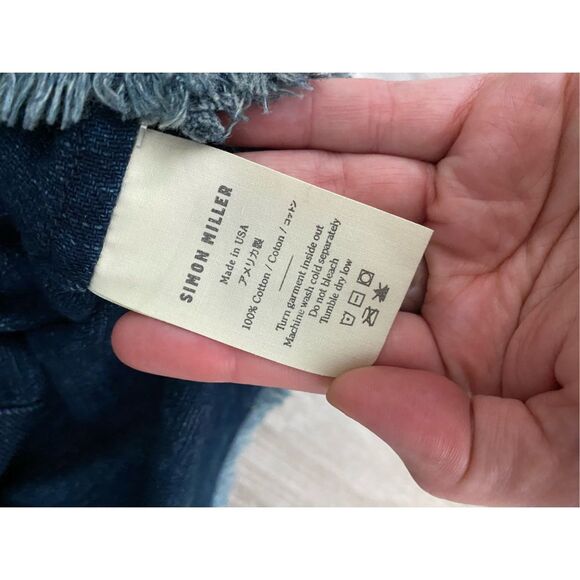 SIMON MILLER
Made in USA
アメリカ製
100% Cotton / Coton / コットン
Turn garment inside out
Machine wash cold separately
Do not bleach
Tumble dry low